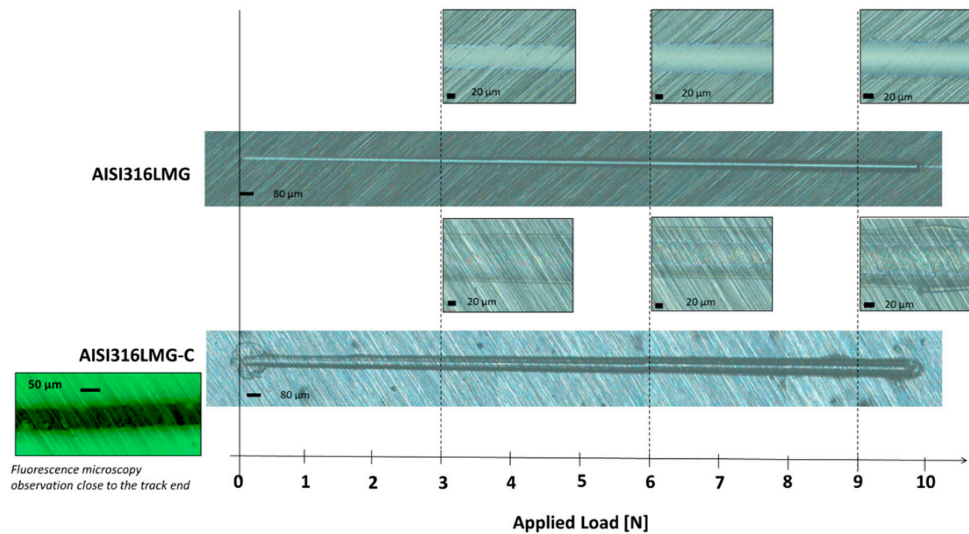 20 µm
20 µm
20 µm
AISI316LMG
80 µm
20 µm
20 µm
20 µm
AISI316LMG-C
50 µm
80 µm
Fluorescence microscopy
observation close to the track end
0 1 2 3 4 5 6 7 8 9 10
Applied Load [N]